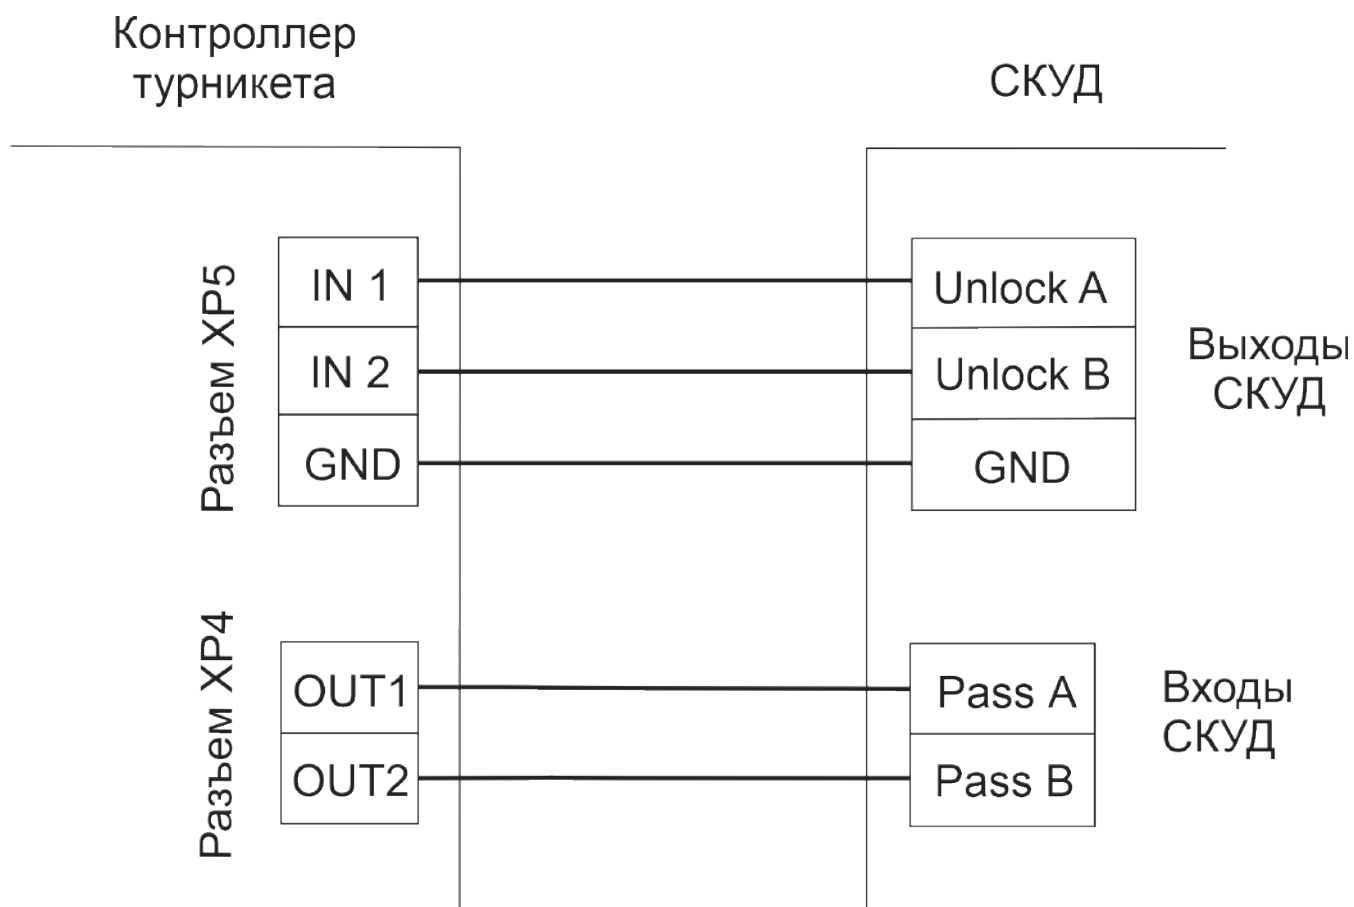 Контроллер
турникета
СКУД
Разъем XP5
IN 1
IN 2
GND
Unlock A
Unlock B
GND
Выходы
СКУД
Разъем XP4
OUT1
OUT2
Pass A
Pass B
Входы
СКУД